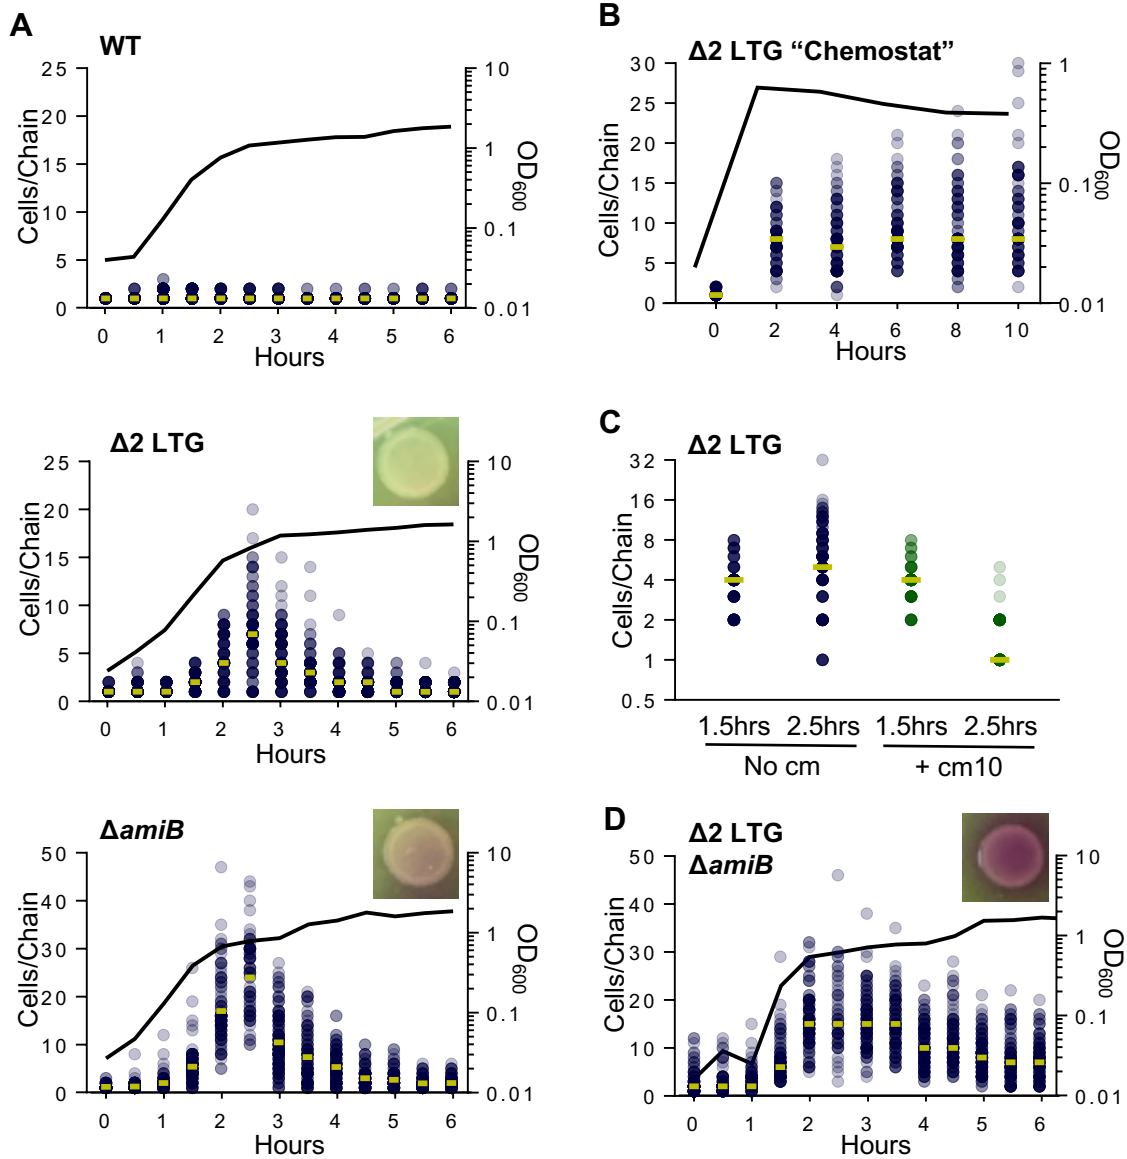 A
WT
25
20
15
10
5
0
Cells/Chain
10
1
0.1
0.01
OD600
0 1 2 3 4 5 6
Hours
Δ2 LTG
25
20
15
10
5
0
Cells/Chain
10
1
0.1
0.01
OD600
0 1 2 3 4 5 6
Hours
ΔamiB
50
40
30
20
10
0
Cells/Chain
10
1
0.1
0.01
OD600
0 1 2 3 4 5 6
Hours
B
Δ2 LTG “Chemostat”
30
25
20
15
10
5
0
Cells/Chain
1
0.10
0.01
OD600
0 2 4 6 8 10
Hours
C
Δ2 LTG
32
16
8
4
2
1
0.5
Cells/Chain
1.5hrs 2.5hrs 1.5hrs 2.5hrs
No cm + cm10
D
Δ2 LTG
ΔamiB
50
40
30
20
10
0
Cells/Chain
10
1
0.1
0.01
OD600
0 1 2 3 4 5 6
Hours